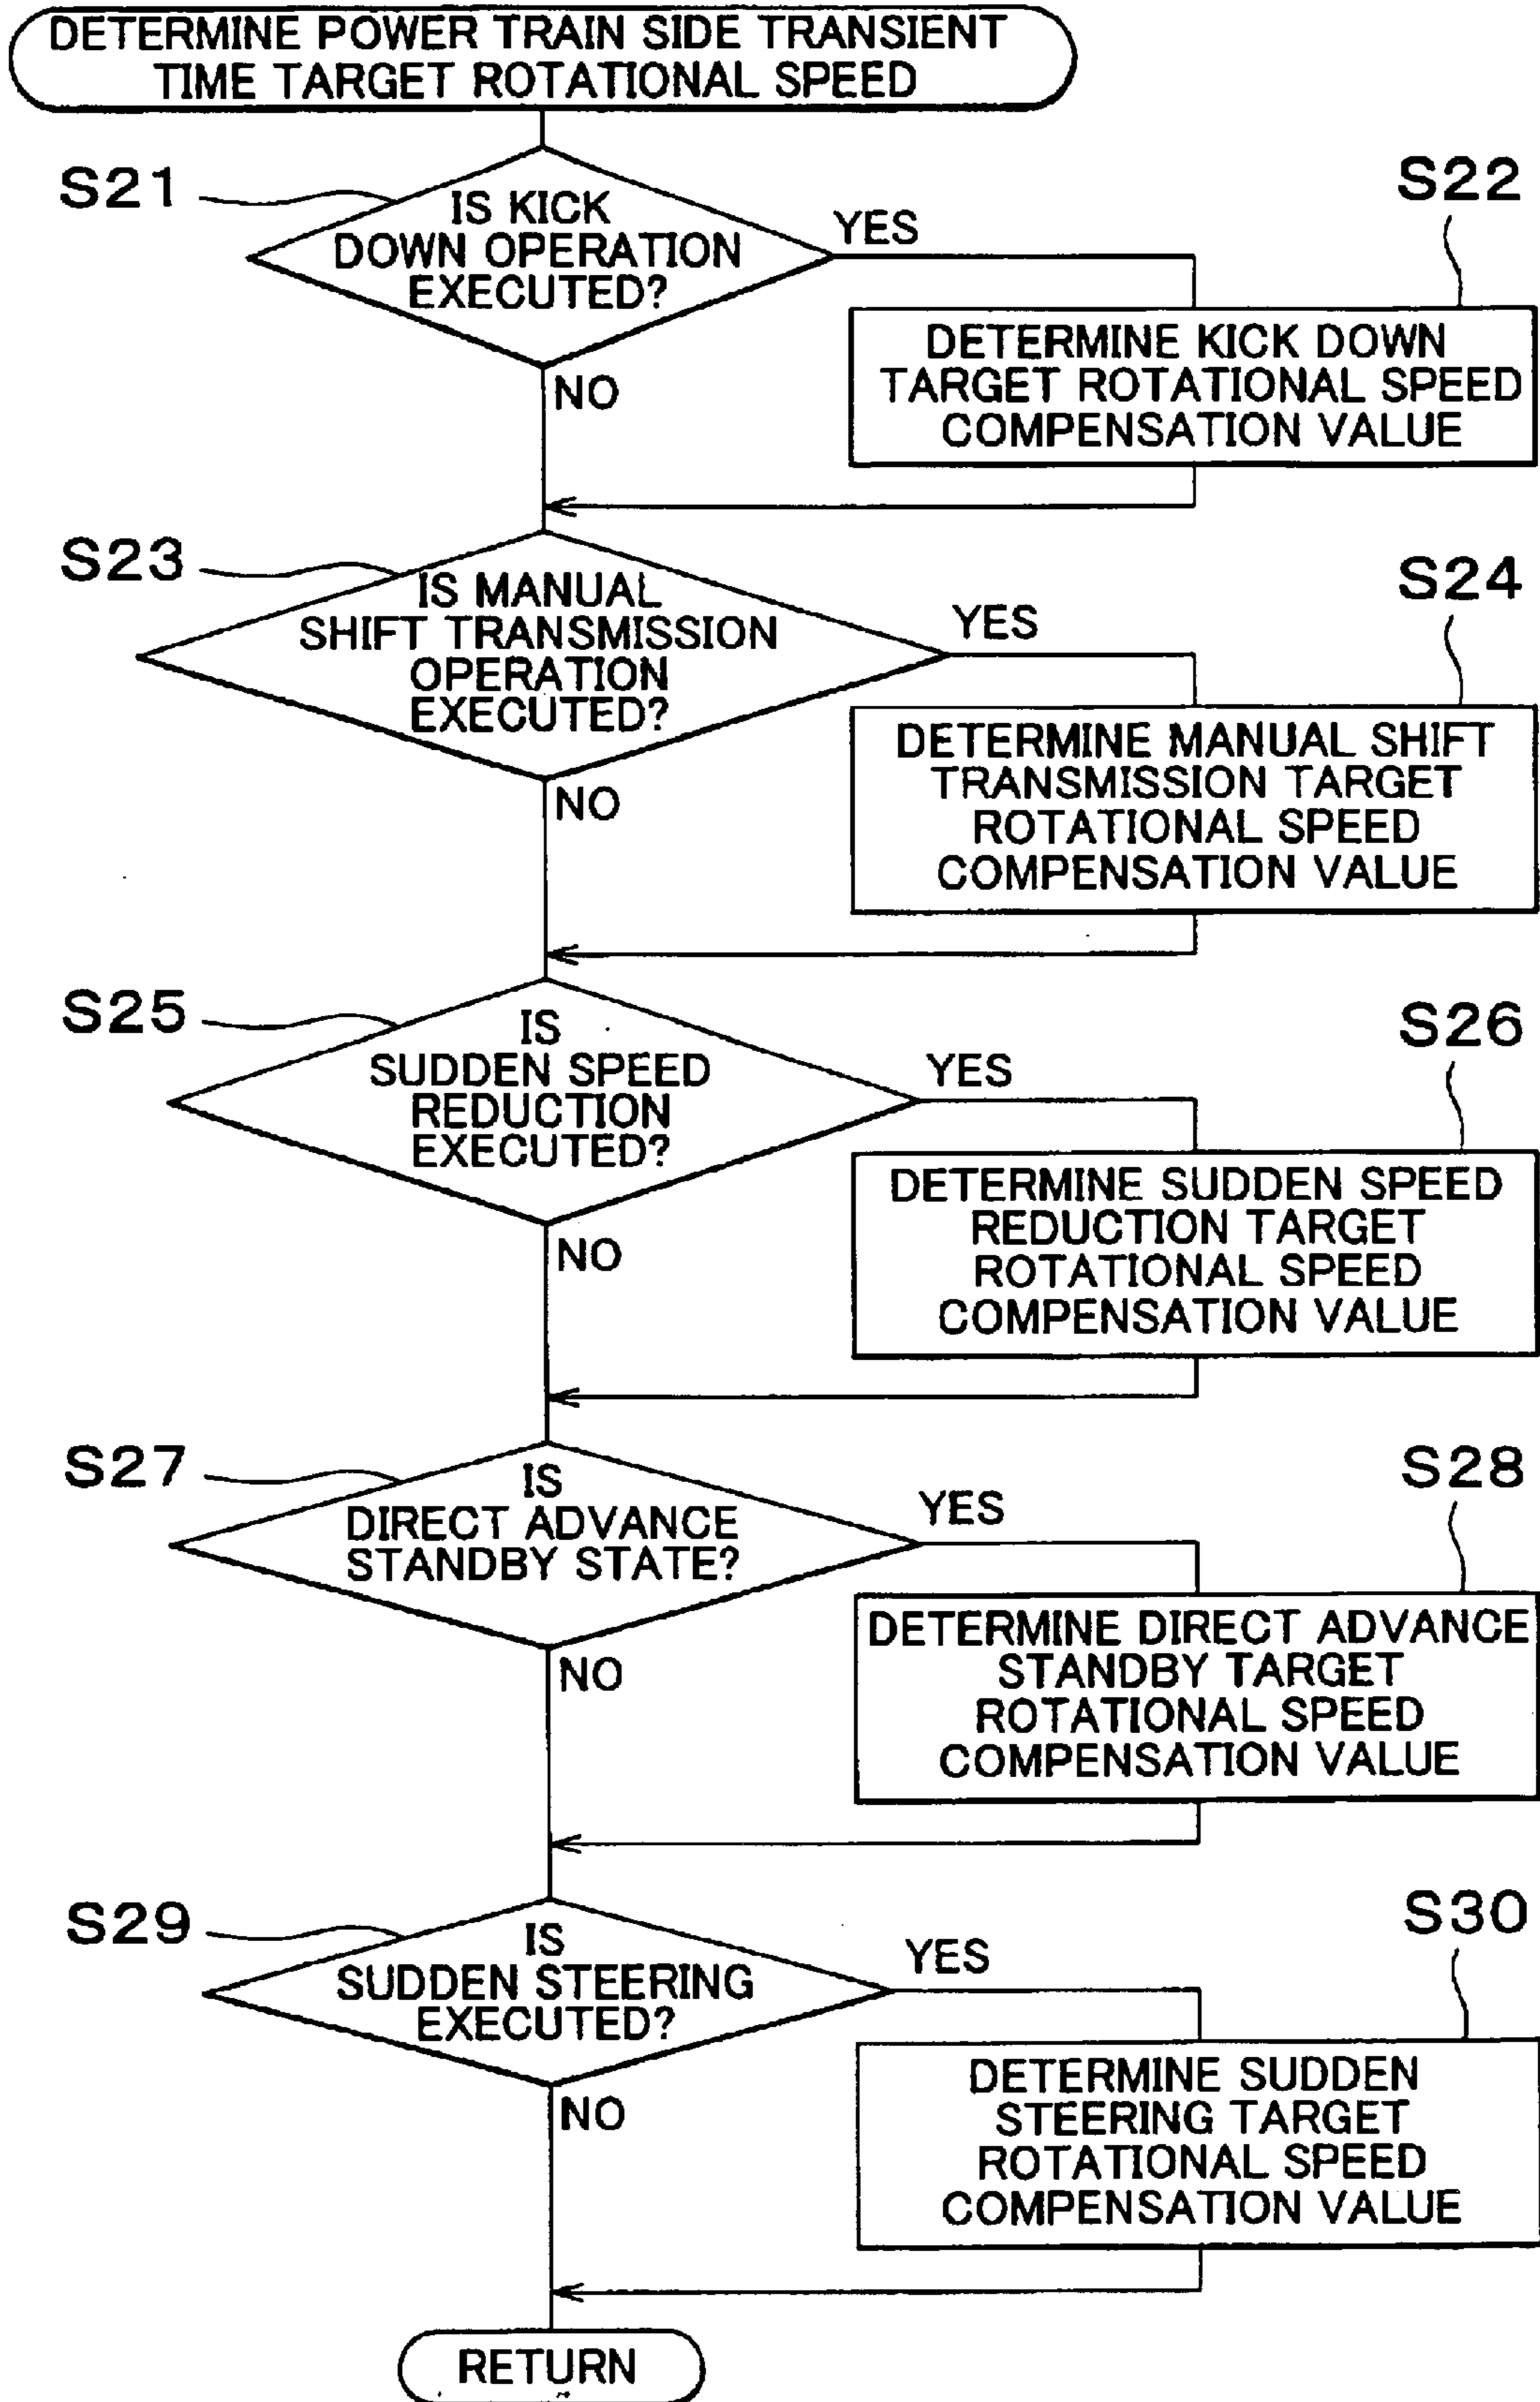 DETERMINE POWER TRAIN SIDE TRANSIENT
TIME TARGET ROTATIONAL SPEED
S21
IS KICK
DOWN OPERATION
EXECUTED?
YES
NO
S22
DETERMINE KICK DOWN
TARGET ROTATIONAL SPEED
COMPENSATION VALUE
S23
IS MANUAL
SHIFT TRANSMISSION
OPERATION
EXECUTED?
YES
NO
S24
DETERMINE MANUAL SHIFT
TRANSMISSION TARGET
ROTATIONAL SPEED
COMPENSATION VALUE
S25
IS
SUDDEN SPEED
REDUCTION
EXECUTED?
YES
NO
S26
DETERMINE SUDDEN SPEED
REDUCTION TARGET
ROTATIONAL SPEED
COMPENSATION VALUE
S27
IS
DIRECT ADVANCE
STANDBY STATE?
YES
NO
S28
DETERMINE DIRECT ADVANCE
STANDBY TARGET
ROTATIONAL SPEED
COMPENSATION VALUE
S29
IS
SUDDEN STEERING
EXECUTED?
YES
NO
S30
DETERMINE SUDDEN
STEERING TARGET
ROTATIONAL SPEED
COMPENSATION VALUE
RETURN